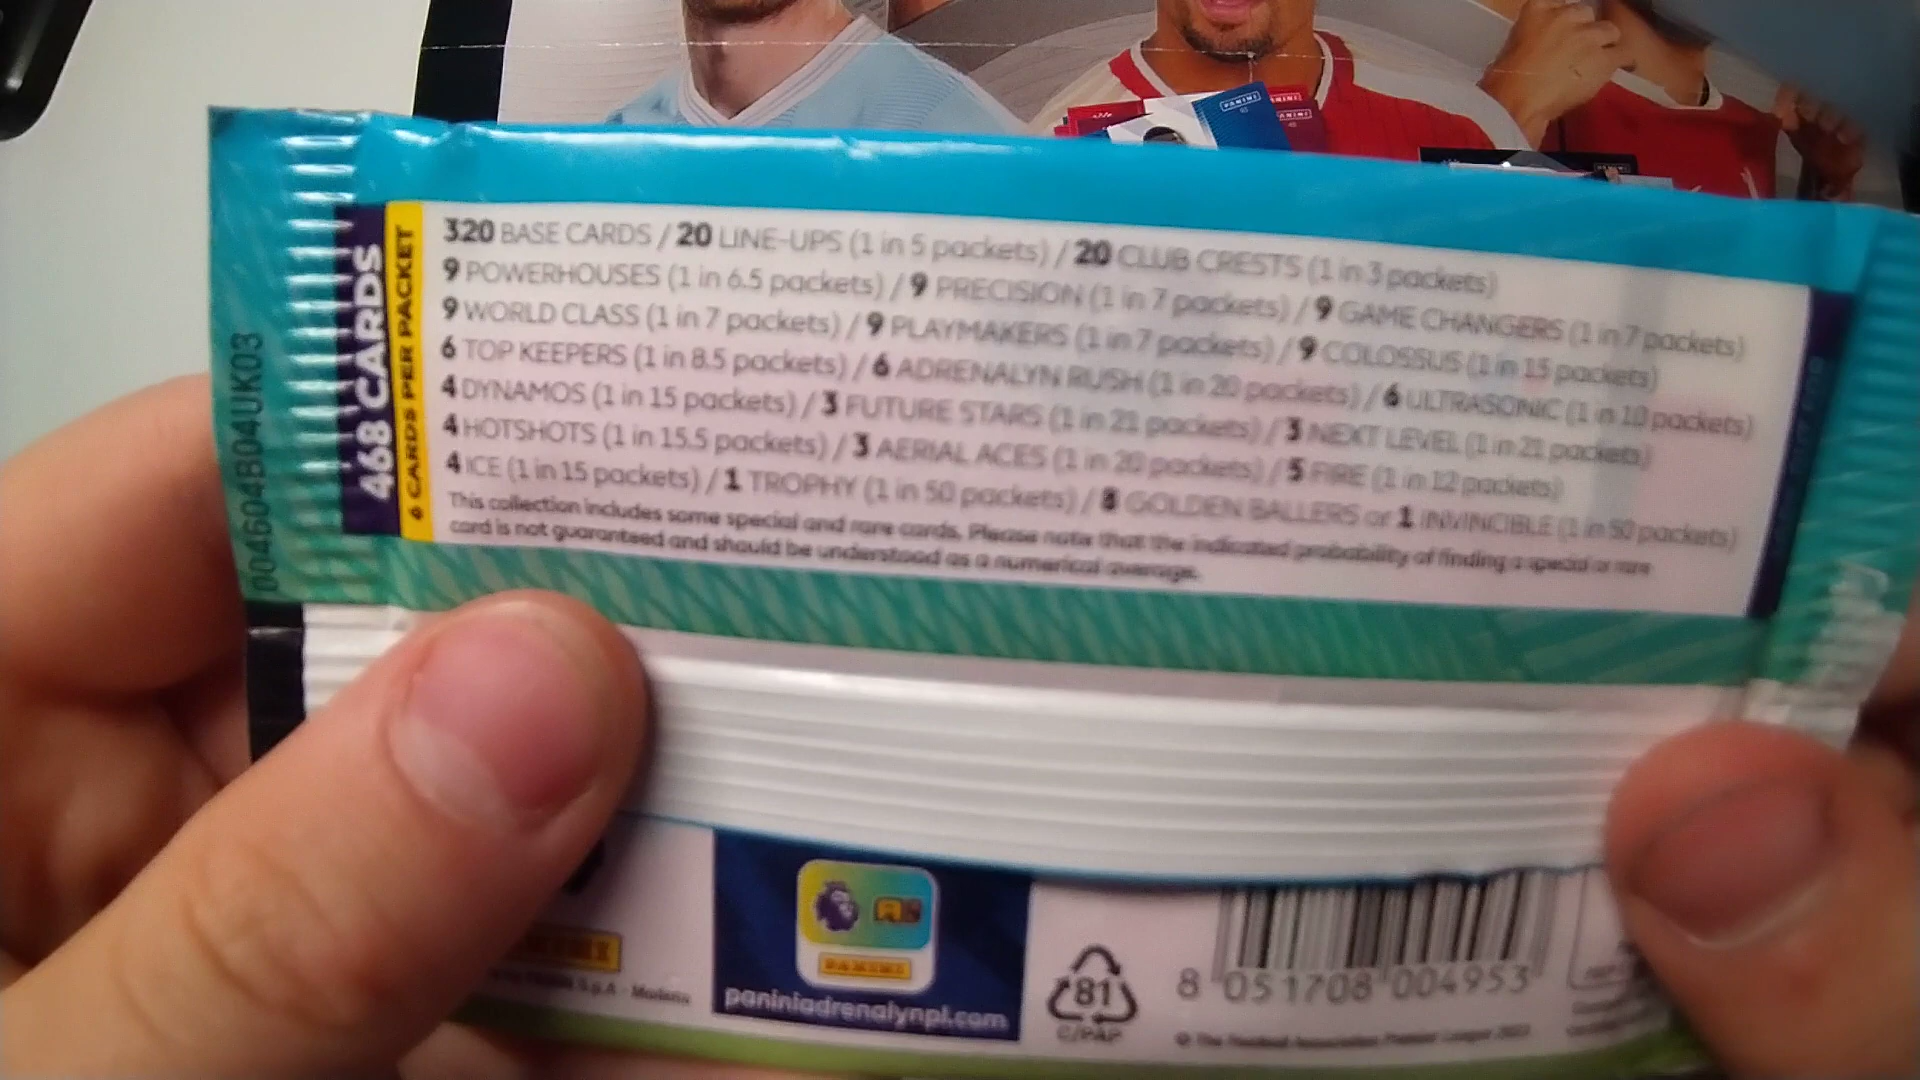 PANINI
PANINI
468 CARDS
6 CARDS PER PACKET
320 BASE CARDS / 20 LINE-UPS (1 in 5 packets) / 20 CLUB CRESTS (1 in 3 packets)
9 POWERHOUSES (1 in 6.5 packets) / 9 PRECISION (1 in 7 packets) / 9 GAME CHANGERS (1 in 7 packets)
9 WORLD CLASS (1 in 7 packets) / 9 PLAYMAKERS (1 in 7 packets) / 9 COLOSSUS (1 in 15 packets)
6 TOP KEEPERS (1 in 8.5 packets) / 6 ADRENALYN RUSH (1 in 20 packets) / 6 ULTRASONIC (1 in 10 packets)
4 DYNAMOS (1 in 15 packets) / 3 FUTURE STARS (1 in 21 packets) / 3 NEXT LEVEL (1 in 21 packets)
4 HOTSHOTS (1 in 15.5 packets) / 3 AERIAL ACES (1 in 20 packets) / 5 FIRE (1 in 12 packets)
4 ICE (1 in 15 packets) / 1 TROPHY (1 in 50 packets) / 8 GOLDEN BALLERS or 1 INVINCIBLE (1 in 50 packets)
This collection includes some special and rare cards. Please note that the indicated probability of finding a special or rare
card is not guaranteed and should be understood as a numerical average.
004604B04UK03
PANINI
paniniadrenalynpl.com
S.p.A - Modena
81
C/PAP
8 051708 004953
© The Football Association Premier League 2023